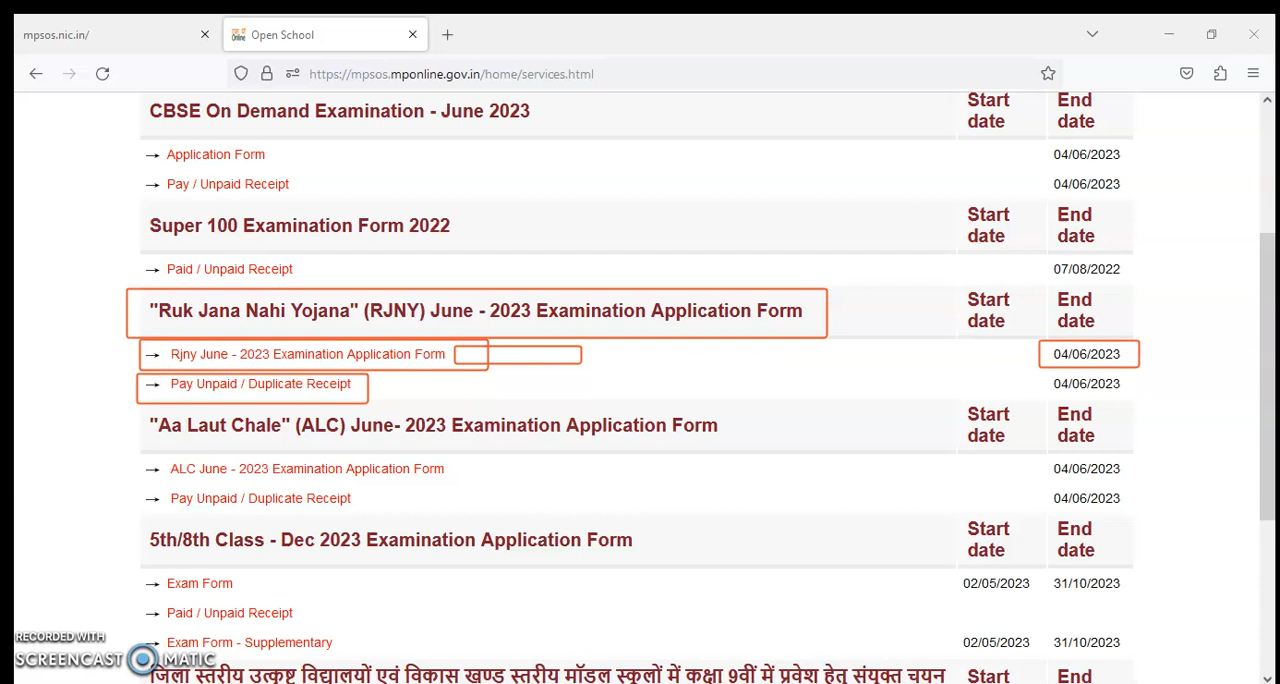 mpsos.nic.in/
Open School
https://mpsos.mponline.gov.in/home/services.html
CBSE On Demand Examination - June 2023 Start date End date
Application Form 04/06/2023
Pay / Unpaid Receipt 04/06/2023
Super 100 Examination Form 2022 Start date End date
Paid / Unpaid Receipt 07/08/2022
"Ruk Jana Nahi Yojana" (RJNY) June - 2023 Examination Application Form Start date End date
Rjny June - 2023 Examination Application Form 04/06/2023
Pay Unpaid / Duplicate Receipt 04/06/2023
"Aa Laut Chale" (ALC) June- 2023 Examination Application Form Start date End date
ALC June - 2023 Examination Application Form 04/06/2023
Pay Unpaid / Duplicate Receipt 04/06/2023
5th/8th Class - Dec 2023 Examination Application Form Start date End date
Exam Form 02/05/2023 31/10/2023
Paid / Unpaid Receipt
Exam Form - Supplementary 02/05/2023 31/10/2023
जिला स्तरीय उत्कृष्ट विद्यालयों एवं विकास खण्ड स्तरीय मॉडल स्कूलों में कक्षा 9वीं में प्रवेश हेतु संयुक्त चयन Start End
RECORDED WITH
SCREENCAST MATIC